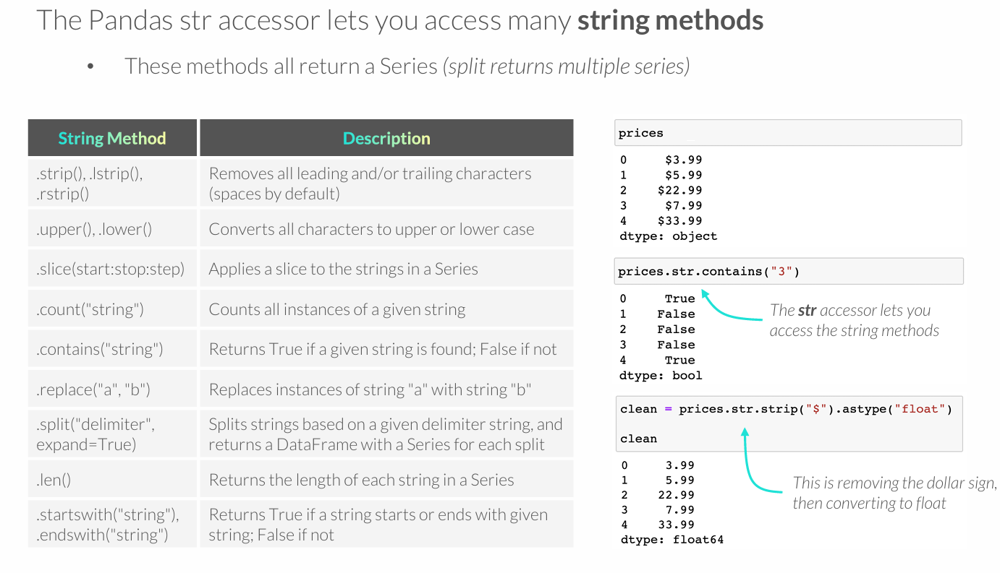 The Pandas str accessor lets you access many string methods
• These methods all return a Series (split returns multiple series)
String Method
Description
.strip(), .lstrip(),
.rstrip()
Removes all leading and/or trailing characters
(spaces by default)
.upper(), .lower()
Converts all characters to upper or lower case
.slice(start:stop:step)
Applies a slice to the strings in a Series
.count("string")
Counts all instances of a given string
.contains("string")
Returns True if a given string is found; False if not
.replace("a", "b")
Replaces instances of string "a" with string "b"
.split("delimiter",
expand=True)
Splits strings based on a given delimiter string, and
returns a DataFrame with a Series for each split
.len()
Returns the length of each string in a Series
.startswith("string"),
.endswith("string")
Returns True if a string starts or ends with given
string; False if not
prices
0 $3.99
1 $5.99
2 $22.99
3 $7.99
4 $33.99
dtype: object
prices.str.contains("3")
0 True
1 False
2 False
3 False
4 True
dtype: bool
The str accessor lets you
access the string methods
clean = prices.str.strip("$").astype("float")
clean
0 3.99
1 5.99
2 22.99
3 7.99
4 33.99
dtype: float64
This is removing the dollar sign,
then converting to float